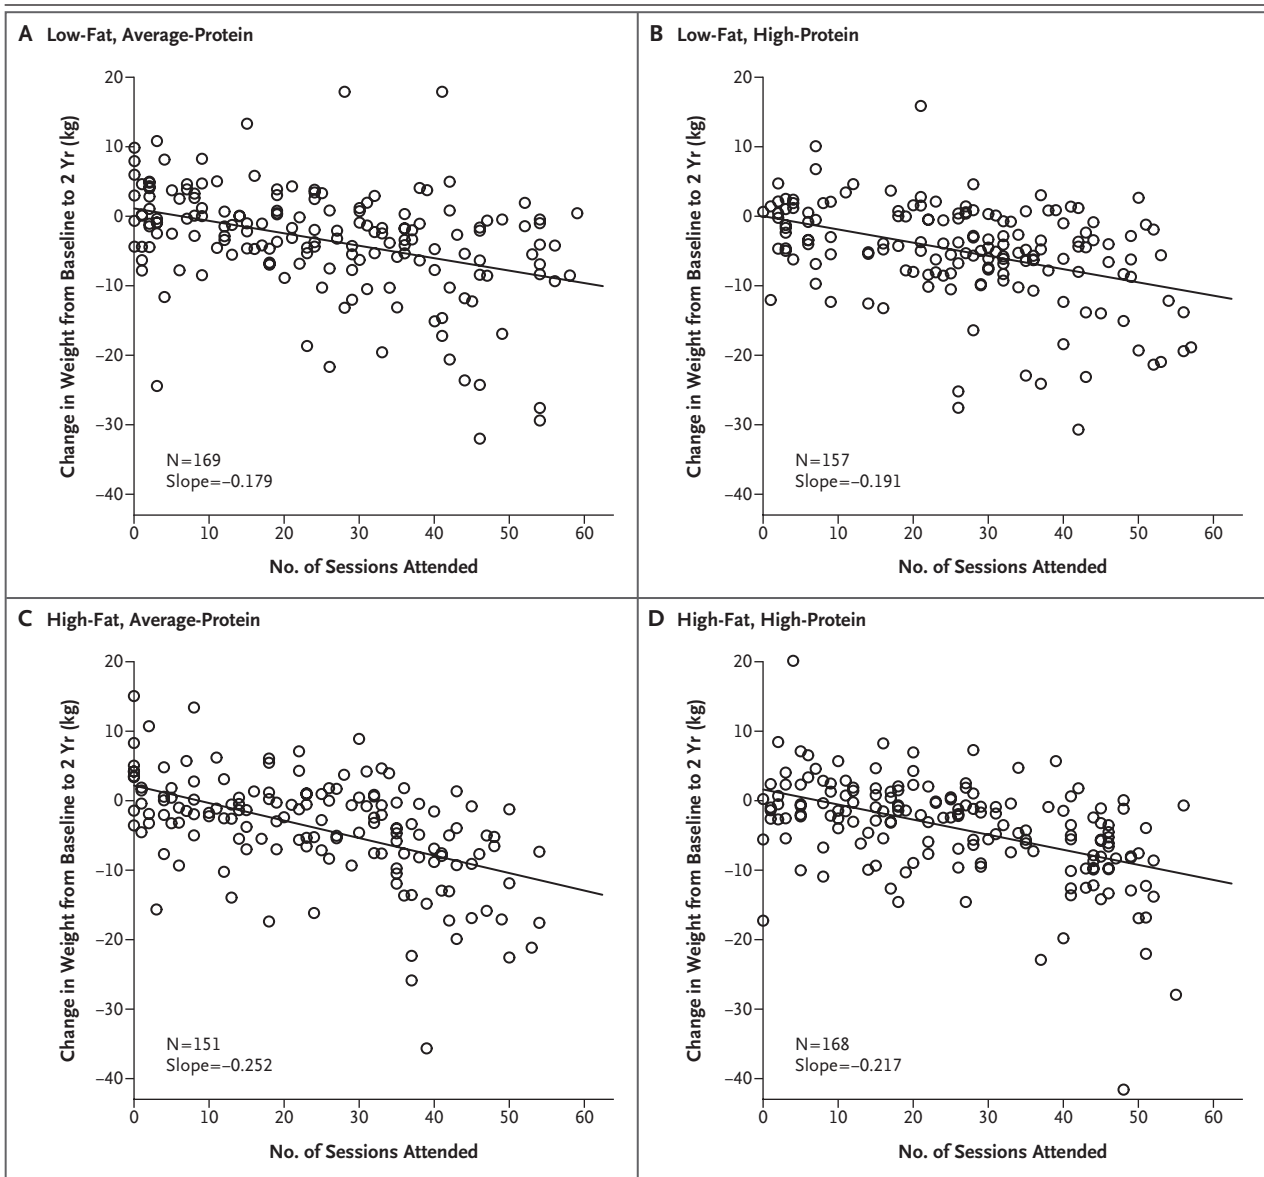 A Low-Fat, Average-Protein
Change in Weight from Baseline to 2 Yr (kg)
20
10
0
–10
–20
–30
–40
N=169
Slope=–0.179
0 10 20 30 40 50 60
No. of Sessions Attended
B Low-Fat, High-Protein
Change in Weight from Baseline to 2 Yr (kg)
20
10
0
–10
–20
–30
–40
N=157
Slope=–0.191
0 10 20 30 40 50 60
No. of Sessions Attended
C High-Fat, Average-Protein
Change in Weight from Baseline to 2 Yr (kg)
20
10
0
–10
–20
–30
–40
N=151
Slope=–0.252
0 10 20 30 40 50 60
No. of Sessions Attended
D High-Fat, High-Protein
Change in Weight from Baseline to 2 Yr (kg)
20
10
0
–10
–20
–30
–40
N=168
Slope=–0.217
0 10 20 30 40 50 60
No. of Sessions Attended